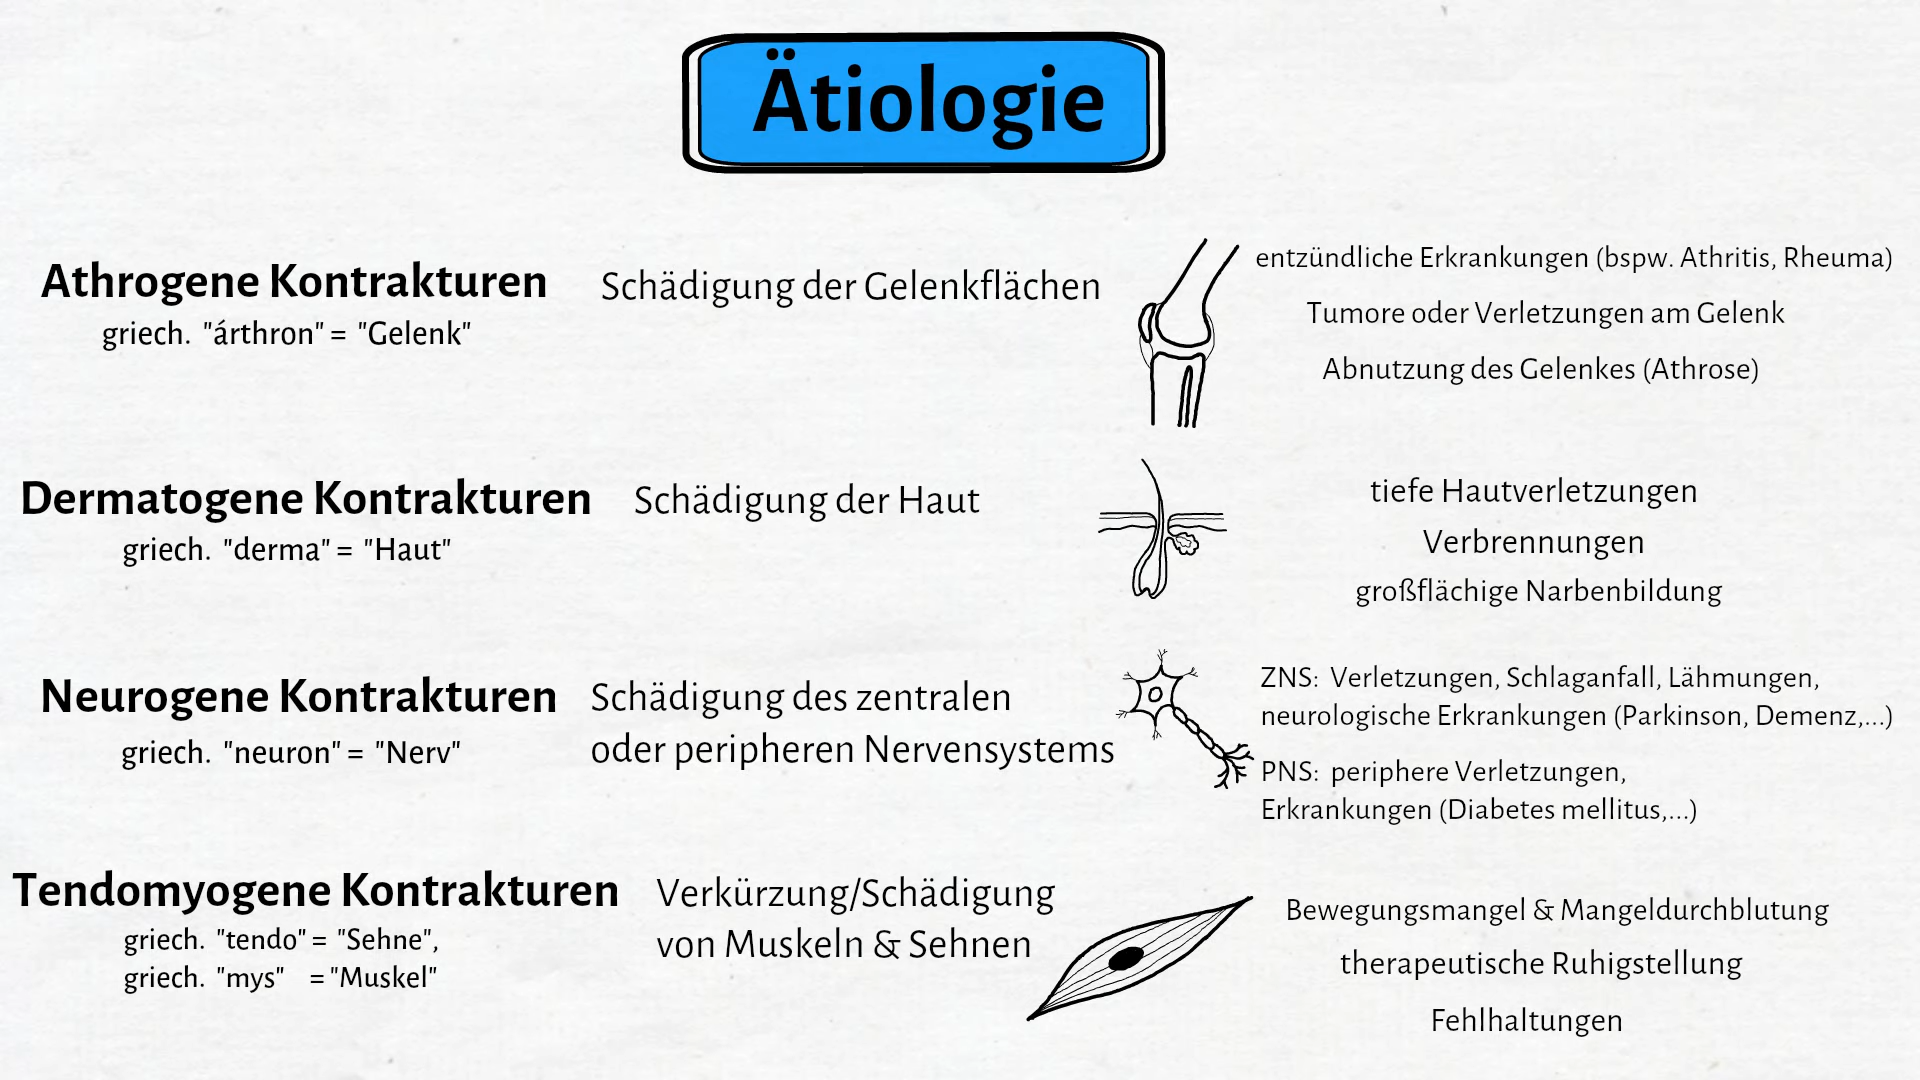 Ätiologie
Athrogene Kontrakturen
griech. "árthron" = "Gelenk"
Schädigung der Gelenkflächen
entzündliche Erkrankungen (bspw. Athritis, Rheuma)
Tumore oder Verletzungen am Gelenk
Abnutzung des Gelenkes (Athrose)
Dermatogene Kontrakturen
griech. "derma" = "Haut"
Schädigung der Haut
tiefe Hautverletzungen
Verbrennungen
großflächige Narbenbildung
Neurogene Kontrakturen
griech. "neuron" = "Nerv"
Schädigung des zentralen
oder peripheren Nervensystems
ZNS: Verletzungen, Schlaganfall, Lähmungen,
neurologische Erkrankungen (Parkinson, Demenz,...)
PNS: periphere Verletzungen,
Erkrankungen (Diabetes mellitus,...)
Tendomyogene Kontrakturen
griech. "tendo" = "Sehne",
griech. "mys" = "Muskel"
Verkürzung/Schädigung
von Muskeln & Sehnen
Bewegungsmangel & Mangeldurchblutung
therapeutische Ruhigstellung
Fehlhaltungen